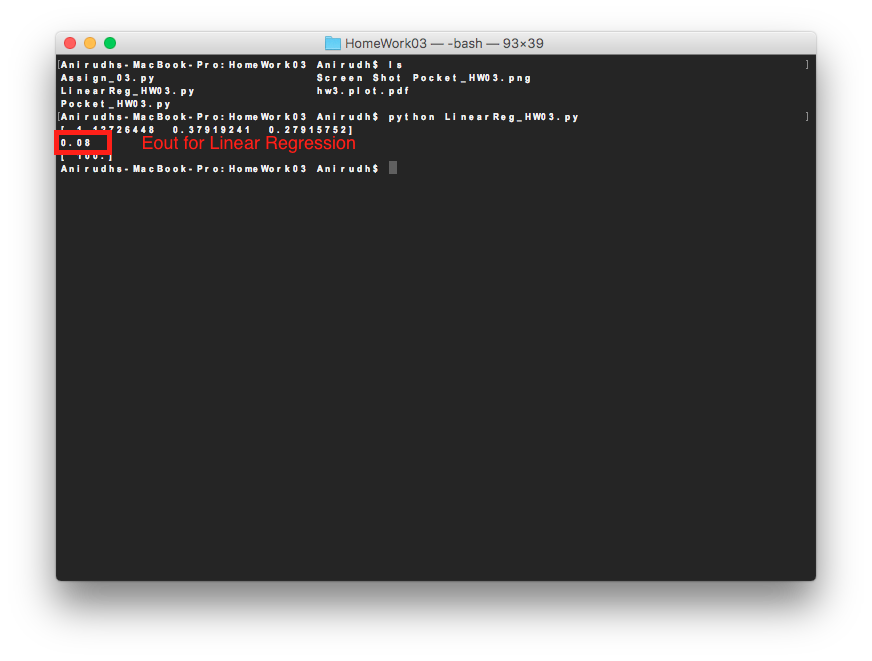 HomeWork03 — -bash — 93×39
[Anirudhs-MacBook-Pro:HomeWork03 Anirudh$ ls ]
Assign_03.py Screen Shot Pocket_HW03.png
LinearReg_HW03.py hw3.plot.pdf
Pocket_HW03.py
[Anirudhs-MacBook-Pro:HomeWork03 Anirudh$ python LinearReg_HW03.py ]
0.37919241 0.27915752]
0.08 Eout for Linear Regression
[ 100.]
Anirudhs-MacBook-Pro:HomeWork03 Anirudh$